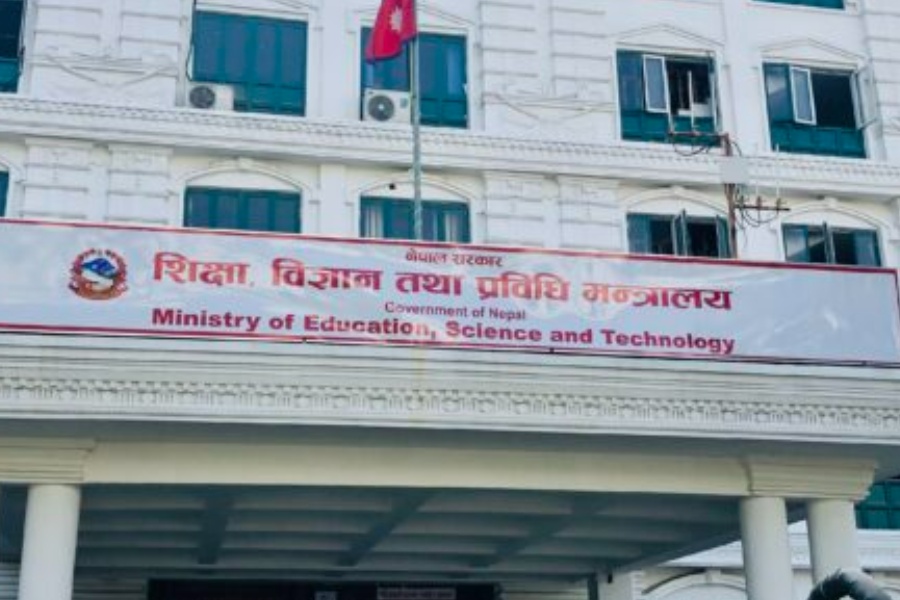 नेपाल सरकार
शिक्षा, विज्ञान तथा प्रविधि मन्त्रालय
Government of Nepal
Ministry of Education, Science and Technology